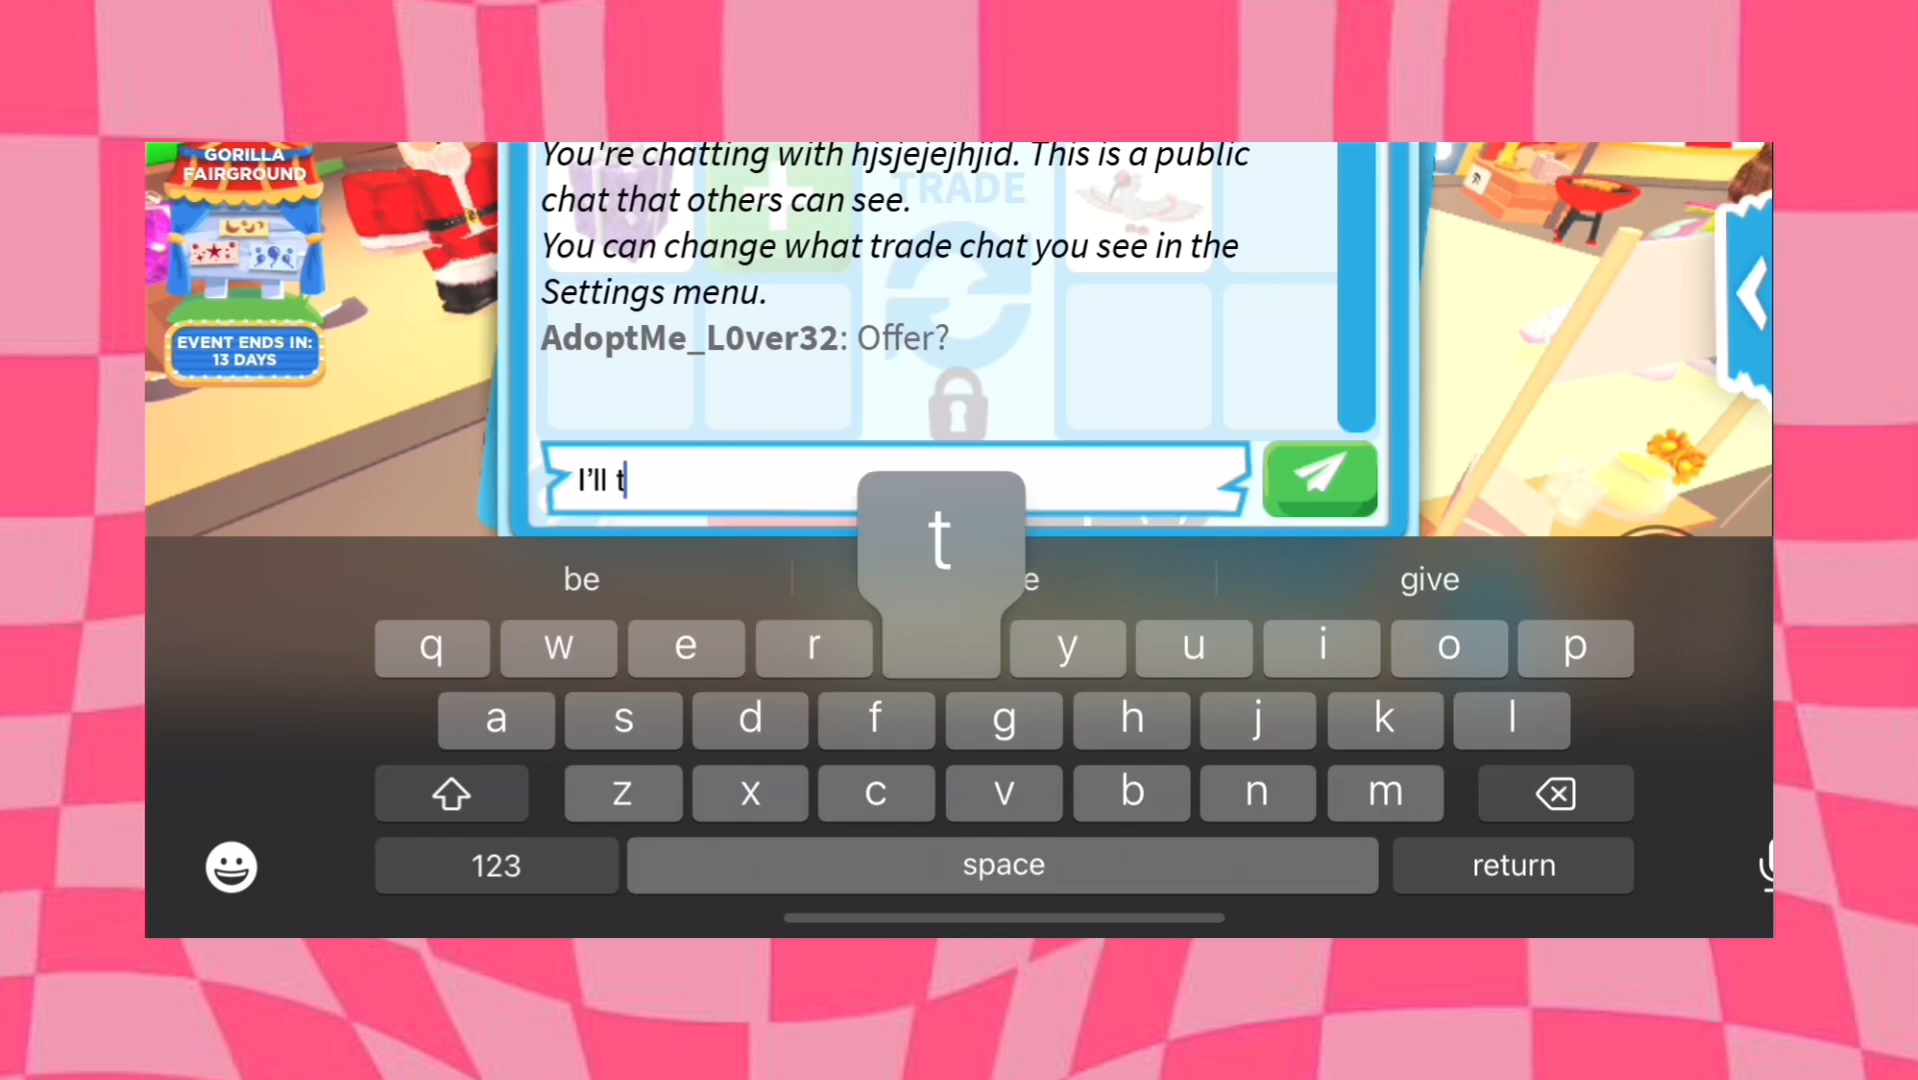 GORILLA
FAIRGROUND
EVENT ENDS IN:
13 DAYS
You're chatting with hjsjejejhjid. This is a public
chat that others can see.
You can change what trade chat you see in the
Settings menu.
AdoptMe_L0ver32: Offer?
TRADE
I'll t
t
be e give
q w e r y u i o p
a s d f g h j k l
z x c v b n m
123 space return